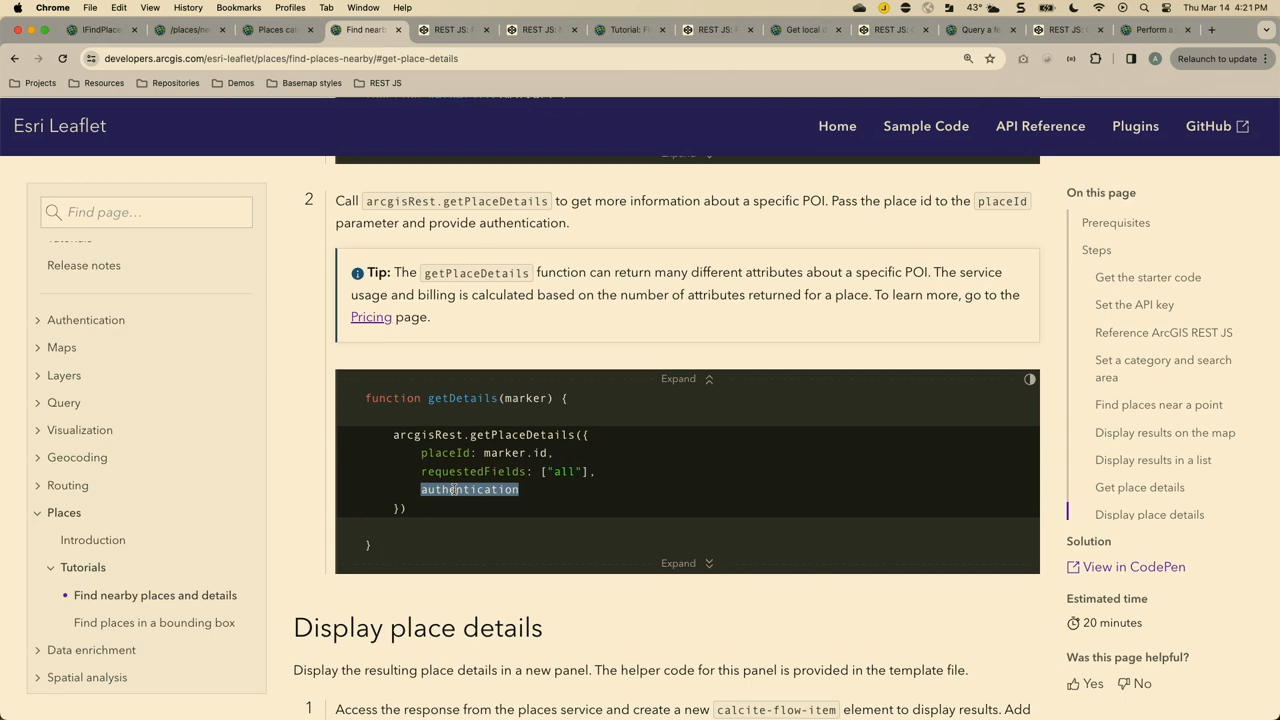 Chrome File Edit View History Bookmarks Profiles Tab Window Help 43° Thu Mar 14 4:21 PM
/places/ne Places cat Find nearb REST JS: REST JS: Tutorial: Fi REST JS: Get local d REST JS: Query a fe REST JS: Perform a
developers.arcgis.com/esri-leaflet/places/find-places-nearby/#get-place-details A Relaunch to update
Projects Resources Repositories Demos Basemap styles REST JS
Esri Leaflet Home Sample Code API Reference Plugins GitHub
Find page…
Tutorials
Release notes
Authentication
Maps
Layers
Query
Visualization
Geocoding
Routing
Places
Introduction
Tutorials
Find nearby places and details
Find places in a bounding box
Data enrichment
Spatial analysis
Expand
2 Call arcgisRest.getPlaceDetails to get more information about a specific POI. Pass the place id to the placeId
parameter and provide authentication.
Tip: The getPlaceDetails function can return many different attributes about a specific POI. The service
usage and billing is calculated based on the number of attributes returned for a place. To learn more, go to the
Pricing page.
Expand
function getDetails(marker) {
arcgisRest.getPlaceDetails({
placeId: marker.id,
requestedFields: ["all"],
authentication
})
}
Expand
Display place details
Display the resulting place details in a new panel. The helper code for this panel is provided in the template file.
1 Access the response from the places service and create a new calcite-flow-item element to display results. Add
On this page
Prerequisites
Steps
Get the starter code
Set the API key
Reference ArcGIS REST JS
Set a category and search
area
Find places near a point
Display results on the map
Display results in a list
Get place details
Display place details
Solution
View in CodePen
Estimated time
20 minutes
Was this page helpful?
Yes No